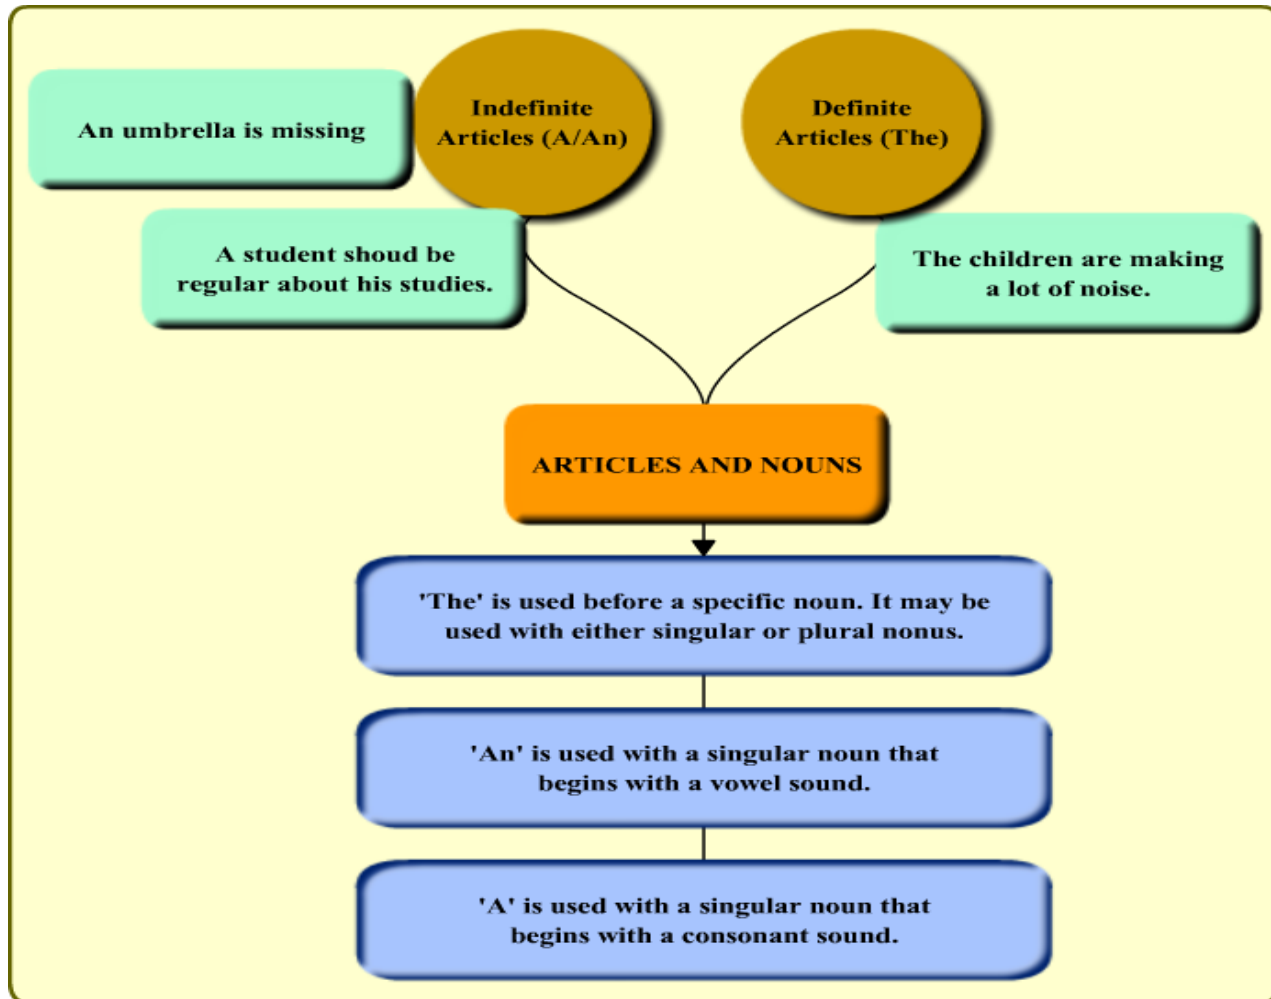 Indefinite
Articles (A/An)
Definite
Articles (The)
An umbrella is missing
A student shoud be
regular about his studies.
The children are making
a lot of noise.
ARTICLES AND NOUNS
'The' is used before a specific noun. It may be
used with either singular or plural nonus.
'An' is used with a singular noun that
begins with a vowel sound.
'A' is used with a singular noun that
begins with a consonant sound.